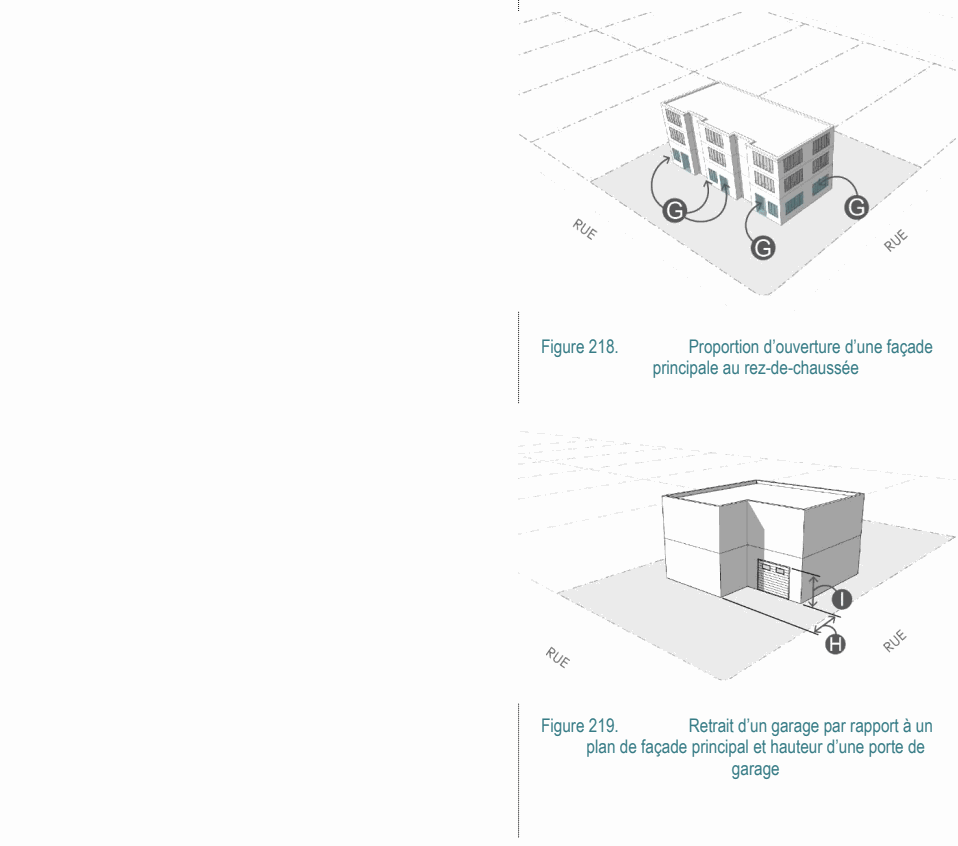 G
G
G
RUE
RUE
Figure 218. Proportion d'ouverture d'une façade
principale au rez-de-chaussée
I
H
RUE
RUE
Figure 219. Retrait d'un garage par rapport à un
plan de façade principal et hauteur d'une porte de
garage